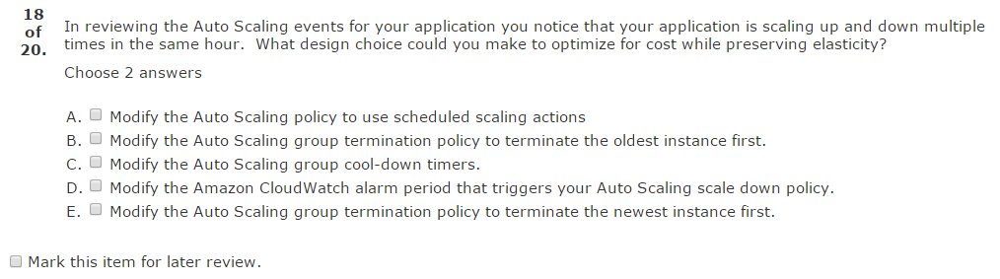 18
of
20.
In reviewing the Auto Scaling events for your application you notice that your application is scaling up and down multiple
times in the same hour.  What design choice could you make to optimize for cost while preserving elasticity?
Choose 2 answers
A. Modify the Auto Scaling policy to use scheduled scaling actions
B. Modify the Auto Scaling group termination policy to terminate the oldest instance first.
C. Modify the Auto Scaling group cool-down timers.
D. Modify the Amazon CloudWatch alarm period that triggers your Auto Scaling scale down policy.
E. Modify the Auto Scaling group termination policy to terminate the newest instance first.
Mark this item for later review.